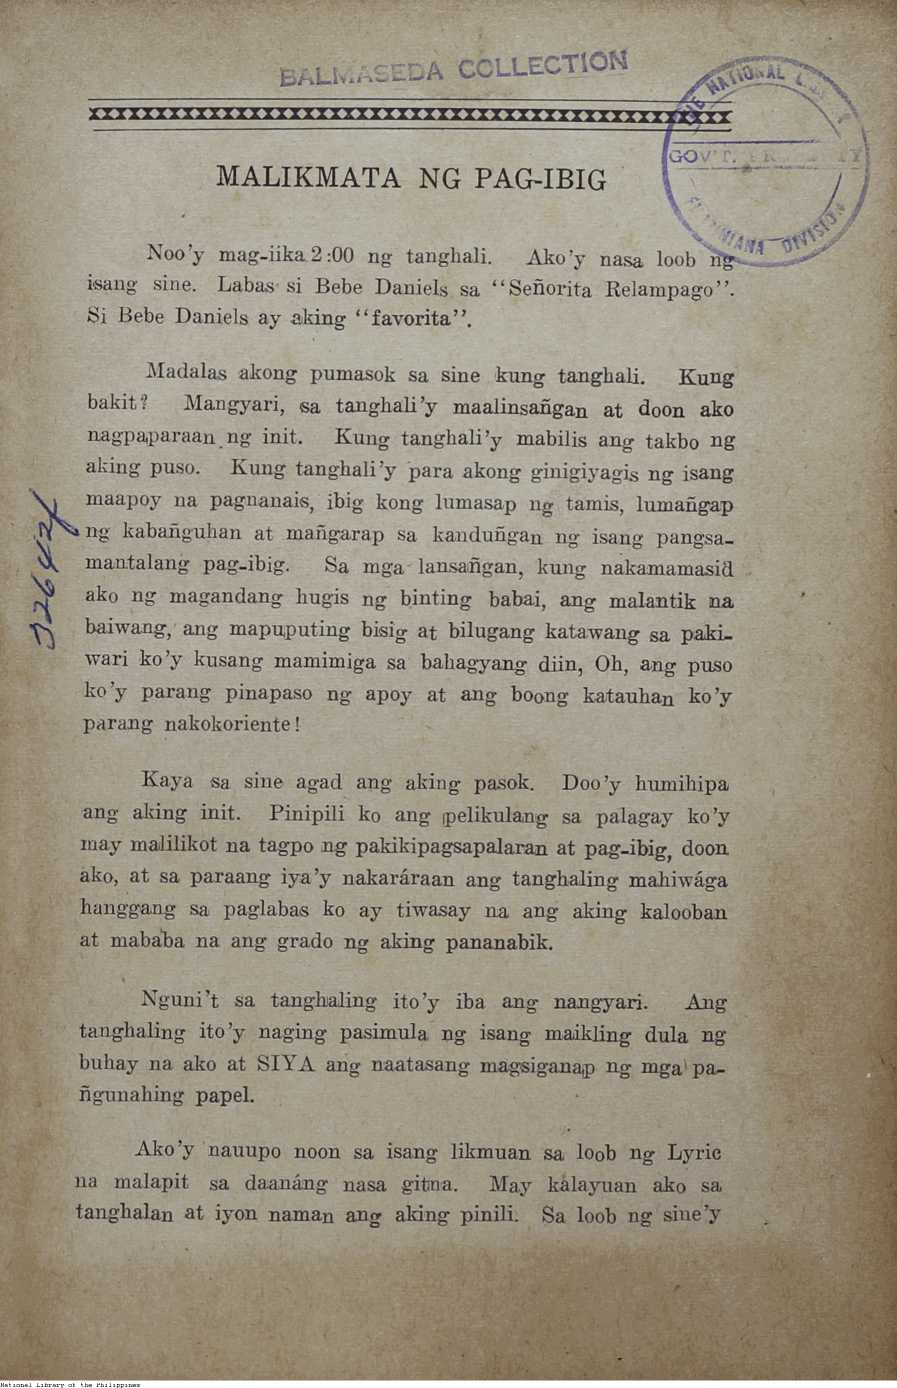 BALMASEDA COLLECTION
THE NATIONAL
GOV'T.
DIVISION
MALIKMATA NG PAG-IBIG
Noo'y mag-iika 2:00 ng tanghali. Ako'y nasa loob ng
isang sine. Labas si Bebe Daniels sa "Señorita Relampago".
Si Bebe Daniels ay aking "favorita".
Madalas akong pumasok sa sine kung tanghali. Kung
bakit? Mangyari, sa tanghali'y maalinsañgan at doon ako
nagpaparaan ng init. Kung tanghali'y mabilis ang takbo ng
aking puso. Kung tanghali'y para akong ginigiyagis ng isang
maapoy na pagnanais, ibig kong lumasap ng tamis, lumañgap
ng kabañguhan at mañgarap sa kanduñgan ng isang pangsa-
mantalang pag-ibig. Sa mga lansañgan, kung nakamamasid
ako ng magandang hugis ng binting babai, ang malantik na
baiwang, ang mapuputing bisig at bilugang katawang sa paki-
wari ko'y kusang mamimiga sa bahagyang diin, Oh, ang puso
ko'y parang pinapaso ng apoy at ang boong katauhan ko'y
parang nakokoriente!
Kaya sa sine agad ang aking pasok. Doo'y humihipa
ang aking init. Pinipili ko ang pelikulang sa palagay ko'y
may malilikot na tagpo ng pakikipagsapalaran at pag-ibig, doon
ako, at sa paraang iya'y nakaráraan ang tanghaling mahiwága
hanggang sa paglabas ko ay tiwasay na ang aking kalooban
at mababa na ang grado ng aking pananabik.
Nguni't sa tanghaling ito'y iba ang nangyari. Ang
tanghaling ito'y naging pasimula ng isang maikling dula ng
buhay na ako at SIYA ang naatasang magsiganap ng mga pa-
ñgunahing papel.
Ako'y nauupo noon sa isang likmuan sa loob ng Lyric
na malapit sa daanáng nasa gitna. May kalayuan ako sa
tanghalan at iyon naman ang aking pinili. Sa loob ng sine'y
National Library of the Philippines